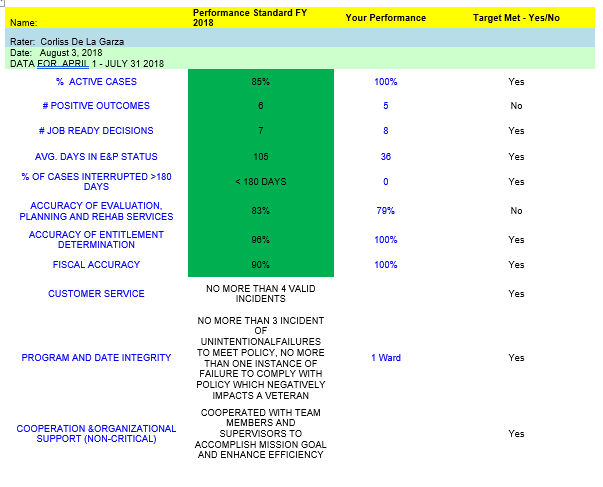 Name: Performance Standard FY 2018 Your Performance Target Met - Yes/No
Rater: Corliss De La Garza
Date: August 3, 2018
DATA FOR APRIL 1 - JULY 31 2018
% ACTIVE CASES 85% 100% Yes
# POSITIVE OUTCOMES 6 5 No
# JOB READY DECISIONS 7 8 Yes
AVG. DAYS IN E&P STATUS 105 36 Yes
% OF CASES INTERRUPTED >180
DAYS < 180 DAYS 0 Yes
ACCURACY OF EVALUATION,
PLANNING AND REHAB SERVICES 83% 79% No
ACCURACY OF ENTITLEMENT
DETERMINATION 96% 100% Yes
FISCAL ACCURACY 90% 100% Yes
CUSTOMER SERVICE NO MORE THAN 4 VALID
INCIDENTS Yes
PROGRAM AND DATE INTEGRITY NO MORE THAN 3 INCIDENT
OF
UNINTENTIONALFAILURES
TO MEET POLICY, NO MORE
THAN ONE INSTANCE OF
FAILURE TO COMPLY WITH
POLICY WHICH NEGATIVELY
IMPACTS A VETERAN 1 Ward Yes
COOPERATION &ORGANIZATIONAL
SUPPORT (NON-CRITICAL) COOPERATED WITH TEAM
MEMBERS AND
SUPERVISORS TO
ACCOMPLISH MISSION GOAL
AND ENHANCE EFFICIENCY Yes